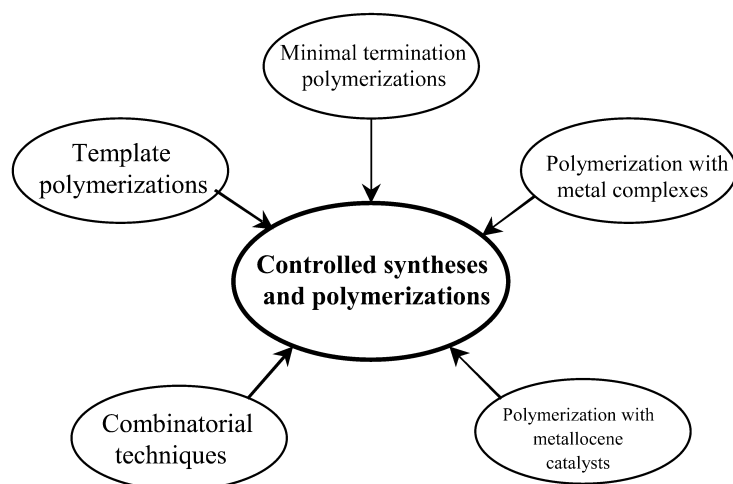 Minimal termination
polymerizations
Template
polymerizations
Polymerization with
metal complexes
Controlled syntheses
and polymerizations
Combinatorial
techniques
Polymerization with
metallocene
catalysts